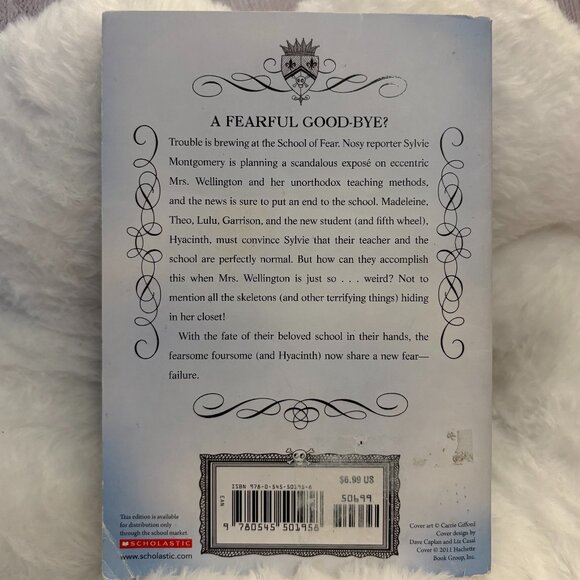 A FEARFUL GOOD-BYE?
Trouble is brewing at the School of Fear. Nosy reporter Sylvie
Montgomery is planning a scandalous exposé on eccentric
Mrs. Wellington and her unorthodox teaching methods,
and the news is sure to put an end to the school. Madeleine,
Theo, Lulu, Garrison, and the new student (and fifth wheel),
Hyacinth, must convince Sylvie that their teacher and the
school are perfectly normal. But how can they accomplish
this when Mrs. Wellington is just so . . . weird? Not to
mention all the skeletons (and other terrifying things) hiding
in her closet!
With the fate of their beloved school in their hands, the
fearsome foursome (and Hyacinth) now share a new fear—
failure.
ISBN 978-0-545-50195-8
$6.99 US
50699
EAN
9 780545 501958
This edition is available
for distribution only
through the school market.
SCHOLASTIC
www.scholastic.com
Cover art © Carrie Gifford
Cover design by
Dave Caplan and Liz Casal
Cover © 2011 Hachette
Book Group, Inc.